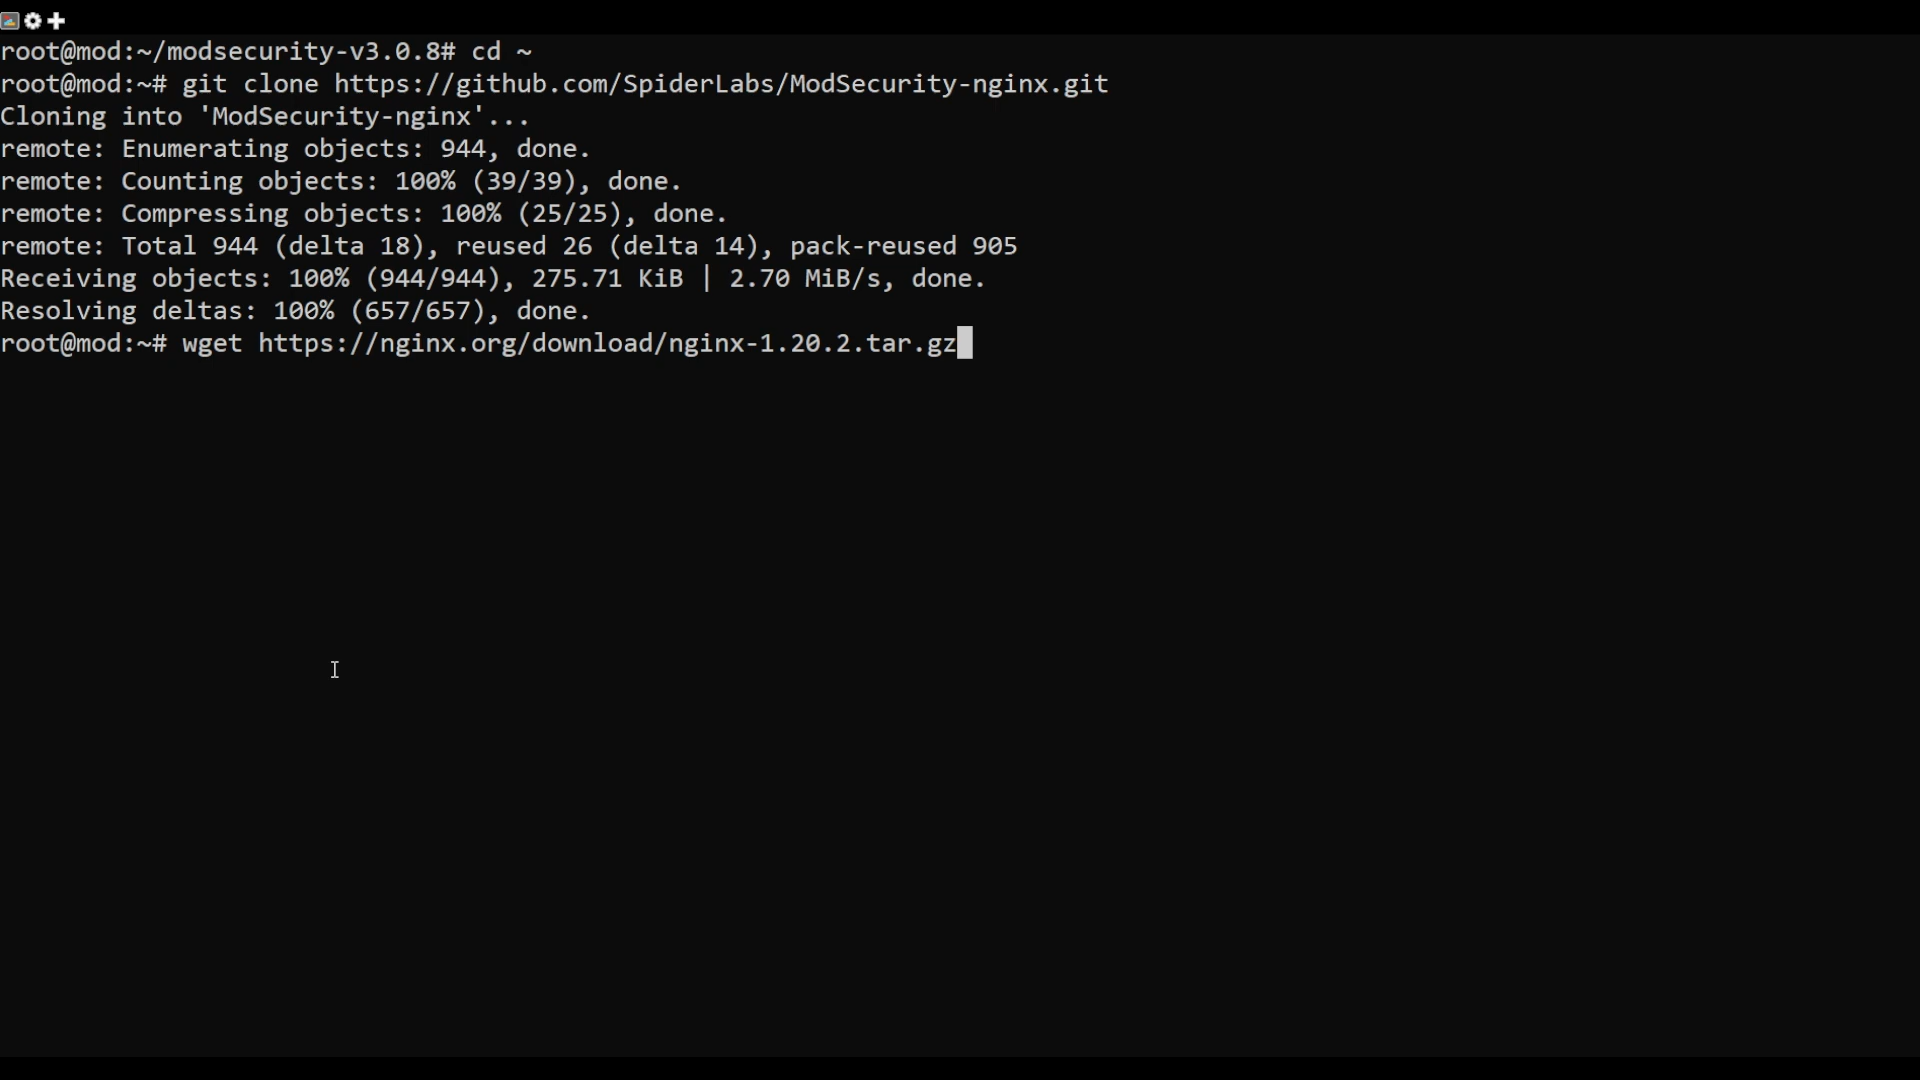 root@mod:~/modsecurity-v3.0.8# cd ~
root@mod:~# git clone https://github.com/SpiderLabs/ModSecurity-nginx.git
Cloning into 'ModSecurity-nginx'...
remote: Enumerating objects: 944, done.
remote: Counting objects: 100% (39/39), done.
remote: Compressing objects: 100% (25/25), done.
remote: Total 944 (delta 18), reused 26 (delta 14), pack-reused 905
Receiving objects: 100% (944/944), 275.71 KiB | 2.70 MiB/s, done.
Resolving deltas: 100% (657/657), done.
root@mod:~# wget https://nginx.org/download/nginx-1.20.2.tar.gz